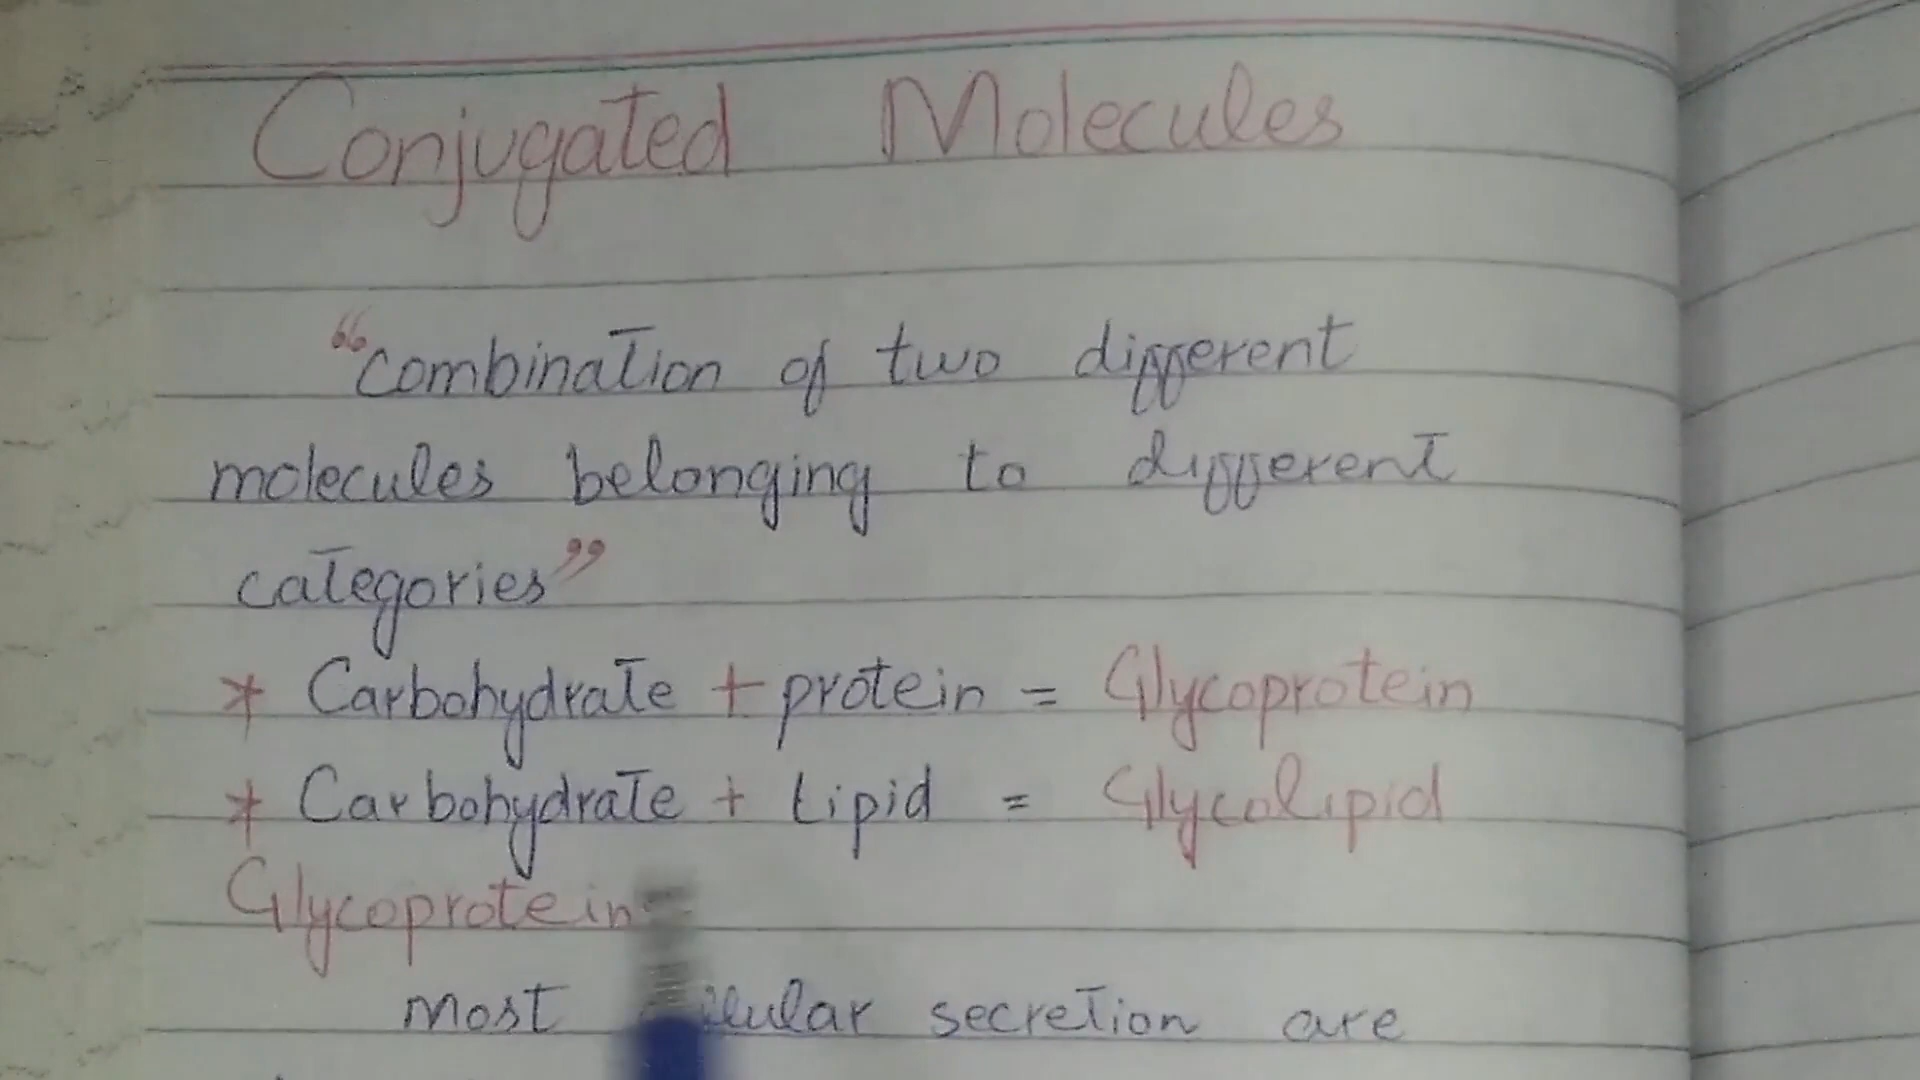 Conjugated Molecules
“Combination of two different
molecules belonging to different
categories”
* Carbohydrate + protein = Glycoprotein
* Carbohydrate + Lipid = Glycolipid
Glycoprotein
Most secretion are